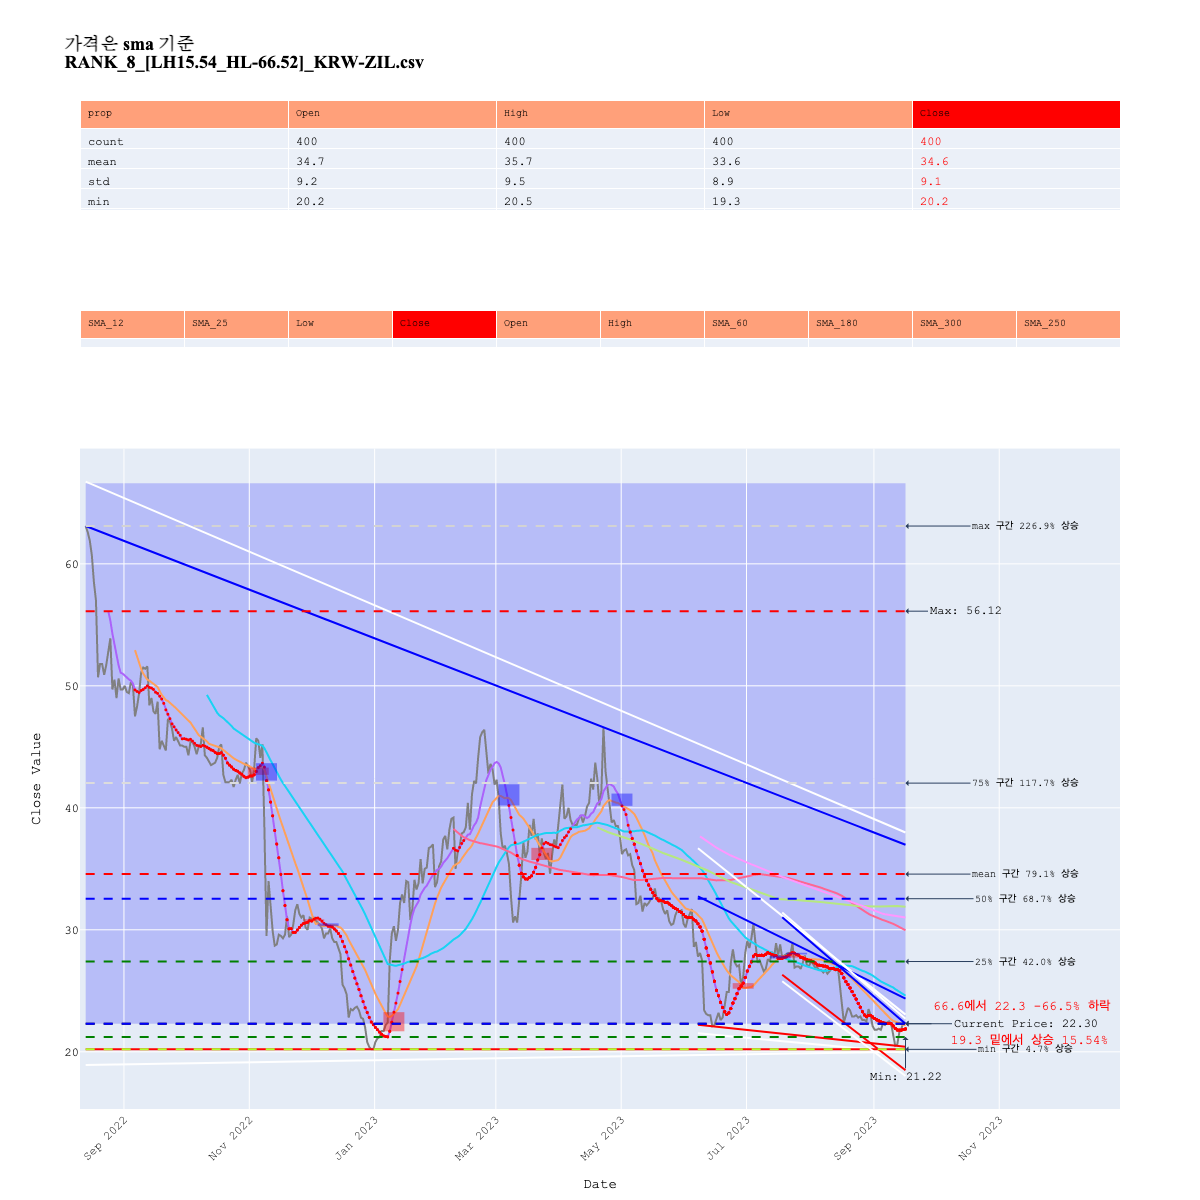 가격은 sma 기준
RANK_8_[LH15.54_HL-66.52]_KRW-ZIL.csv
prop Open High Low Close
count 400 400 400 400
mean 34.7 35.7 33.6 34.6
std 9.2 9.5 8.9 9.1
min 20.2 20.5 19.3 20.2
SMA_12 SMA_25 Low Close Open High SMA_60 SMA_180 SMA_300 SMA_250
max 구간 226.9% 상승
60
Max: 56.12
50
75% 구간 117.7% 상승
Close Value
40
mean 구간 79.1% 상승
50% 구간 68.7% 상승
30
25% 구간 42.0% 상승
66.6에서 22.3 -66.5% 하락
Current Price: 22.30
19.3 밑에서 상승 15.54%
min 구간 4.7% 상승
20
Min: 21.22
Sep 2022 Nov 2022 Jan 2023 Mar 2023 May 2023 Jul 2023 Sep 2023 Nov 2023
Date